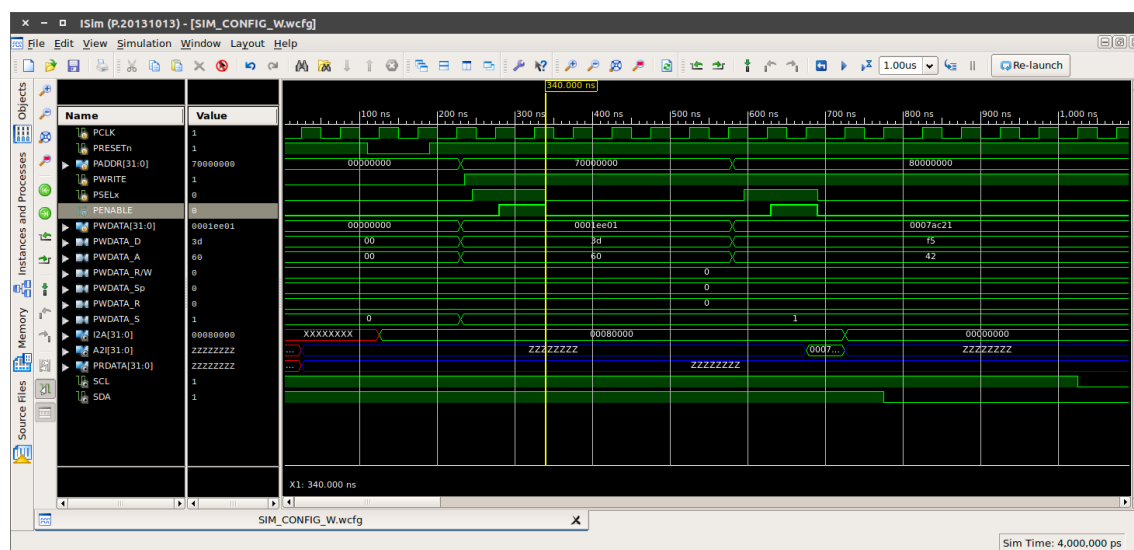 ISim (P.20131013) - [SIM_CONFIG_W.wcfg]
File Edit View Simulation Window Layout Help
1.00us Re-launch
340.000 ns
Objects
Instances and Processes
Memory
Source Files
Name Value
100 ns 200 ns 300 ns 400 ns 500 ns 600 ns 700 ns 800 ns 900 ns 1,000 ns
PCLK 1
PRESETn 1
PADDR[31:0] 70000000 00000000 70000000 80000000
PWRITE 1
PSELx 0
PENABLE 0
PWDATA[31:0] 0001ee01 00000000 0001ee01 0007ac21
PWDATA_D 3d 00 3d f5
PWDATA_A 60 00 60 42
PWDATA_R/W 0 0
PWDATA_Sp 0 0
PWDATA_R 0 0
PWDATA_S 1 0 1
I2A[31:0] 00080000 XXXXXXXX 00080000 00000000
A2I[31:0] ZZZZZZZZ ... ZZZZZZZZ 0007... ZZZZZZZZ
PRDATA[31:0] ZZZZZZZZ ... ZZZZZZZZ
SCL 1
SDA 1
X1: 340.000 ns
SIM_CONFIG_W.wcfg
Sim Time: 4,000,000 ps